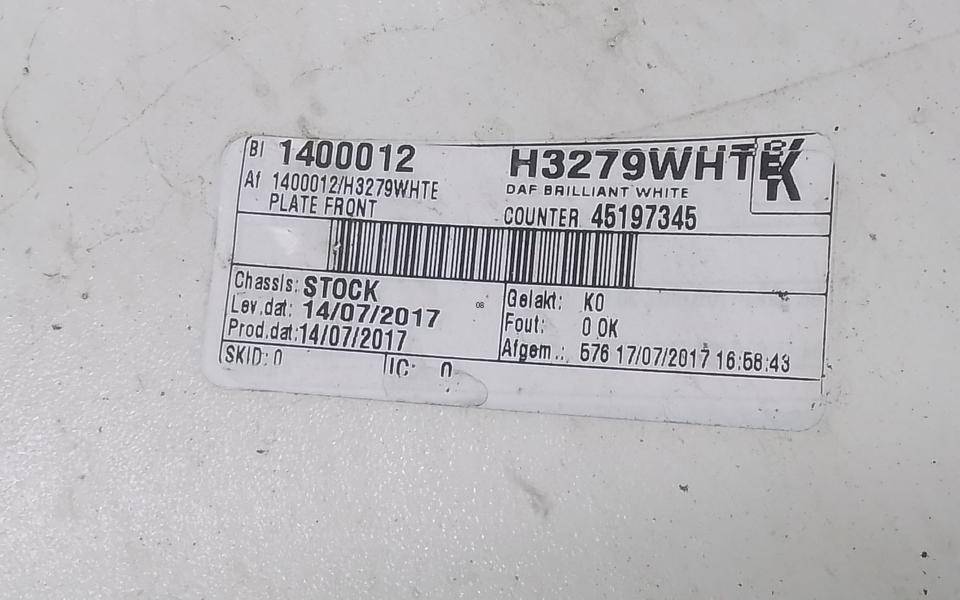 Bl 1400012 H3279WHTE K
Af 1400012/H3279WHTE DAF BRILLIANT WHITE
PLATE FRONT COUNTER 45197345
Chassis: STOCK Gelakt: K0
Lev.dat: 14/07/2017 08 Fout: 0 OK
Prod.dat: 14/07/2017 Afgem.: 576 17/07/2017 16:58:43
SKID: 0 IC: 0